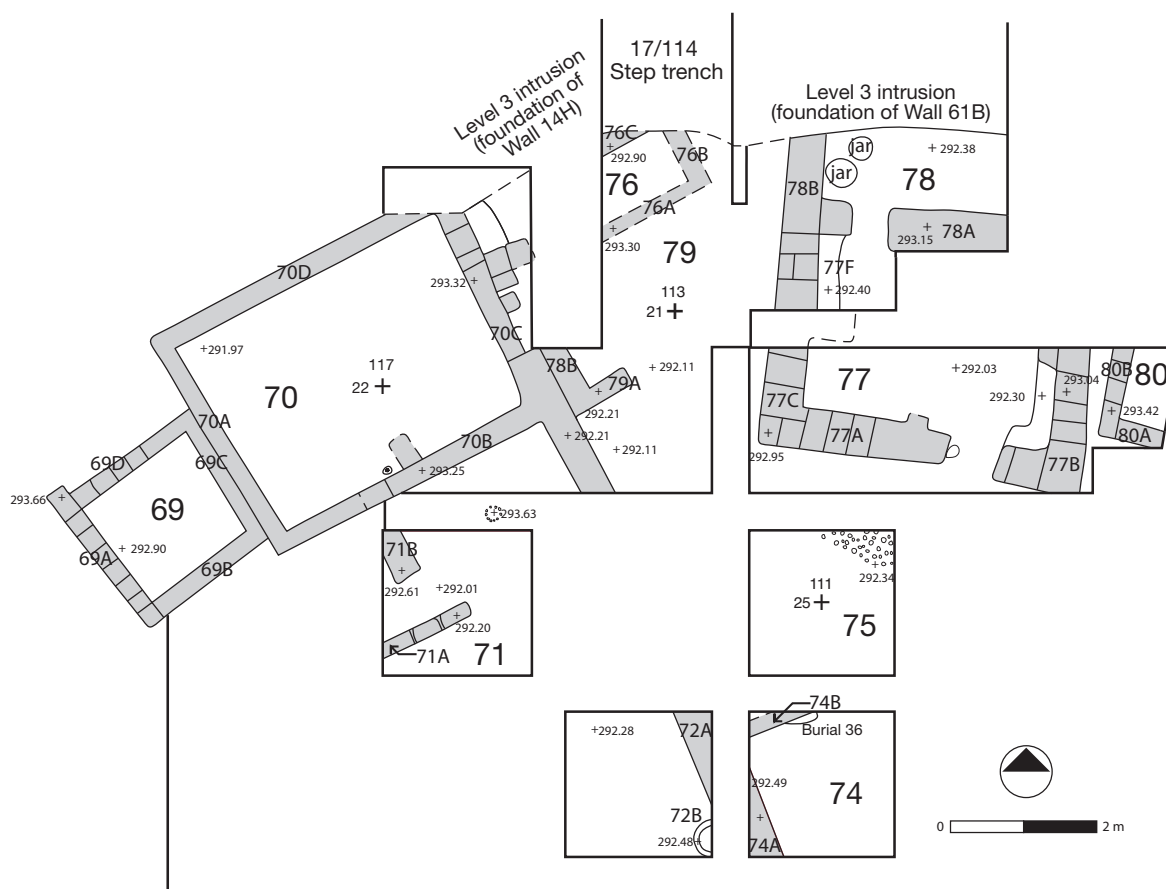 17/114
Step trench
Level 3 intrusion
(foundation of
Wall 14H)
Level 3 intrusion
(foundation of Wall 61B)
76C
292.90
76B
76
76A
293.30
79
jar
jar
292.38
78
78B
78A
293.15
77F
292.40
70D
293.32
70C
113
21
291.97
117
22
70
78B
79A
292.11
292.21
292.21
292.11
77
292.03
77C
77A
292.95
292.30
293.04
77B
80B
80
293.42
80A
70A
70B
293.25
69D
69C
293.66
69
292.90
69A
69B
293.63
71B
292.61
292.01
292.20
71A
71
292.34
111
25
75
292.28
72A
72B
292.48
74B
Burial 36
292.49
74
74A
0
2 m